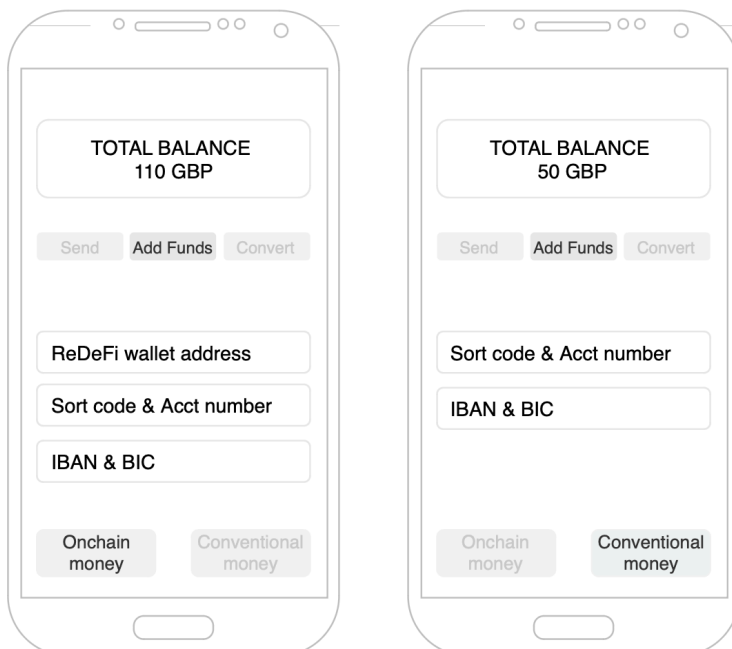 TOTAL BALANCE
110 GBP
Send Add Funds Convert
ReDeFi wallet address
Sort code & Acct number
IBAN & BIC
Onchain
money
Conventional
money
TOTAL BALANCE
50 GBP
Send Add Funds Convert
Sort code & Acct number
IBAN & BIC
Onchain
money
Conventional
money